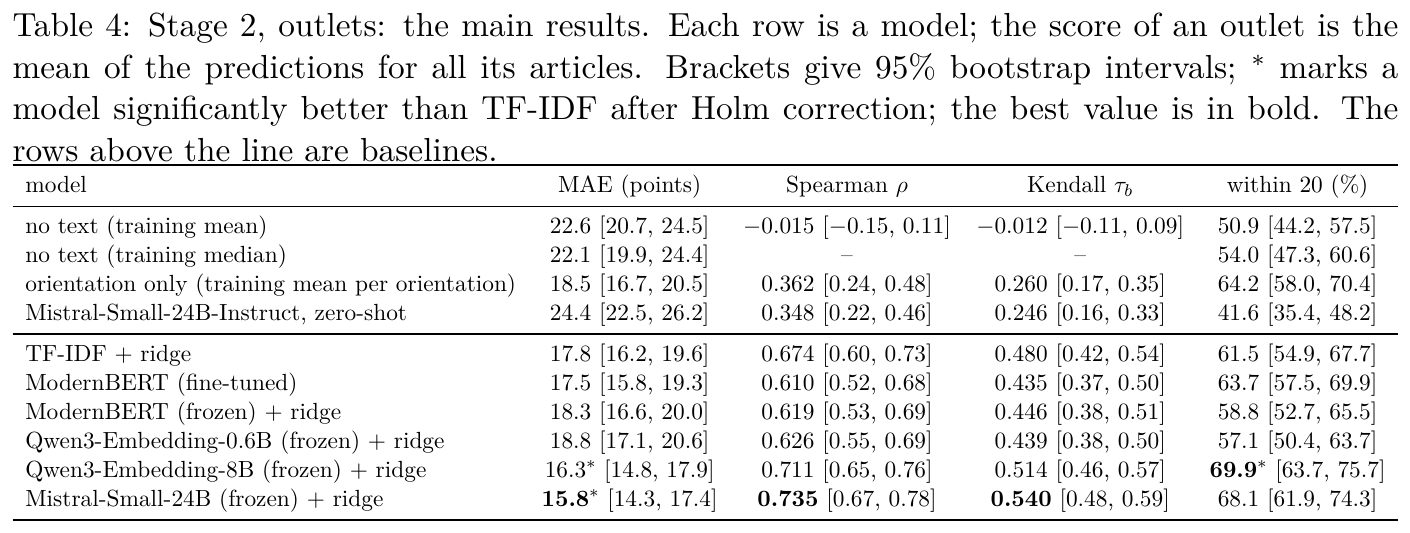 Table 4: Stage 2, outlets: the main results. Each row is a model; the score of an outlet is the
mean of the predictions for all its articles. Brackets give 95% bootstrap intervals; * marks a
model significantly better than TF-IDF after Holm correction; the best value is in bold. The
rows above the line are baselines.
model MAE (points) Spearman ρ Kendall τb within 20 (%)
no text (training mean) 22.6 [20.7, 24.5] −0.015 [−0.15, 0.11] −0.012 [−0.11, 0.09] 50.9 [44.2, 57.5]
no text (training median) 22.1 [19.9, 24.4] – – 54.0 [47.3, 60.6]
orientation only (training mean per orientation) 18.5 [16.7, 20.5] 0.362 [0.24, 0.48] 0.260 [0.17, 0.35] 64.2 [58.0, 70.4]
Mistral-Small-24B-Instruct, zero-shot 24.4 [22.5, 26.2] 0.348 [0.22, 0.46] 0.246 [0.16, 0.33] 41.6 [35.4, 48.2]
TF-IDF + ridge 17.8 [16.2, 19.6] 0.674 [0.60, 0.73] 0.480 [0.42, 0.54] 61.5 [54.9, 67.7]
ModernBERT (fine-tuned) 17.5 [15.8, 19.3] 0.610 [0.52, 0.68] 0.435 [0.37, 0.50] 63.7 [57.5, 69.9]
ModernBERT (frozen) + ridge 18.3 [16.6, 20.0] 0.619 [0.53, 0.69] 0.446 [0.38, 0.51] 58.8 [52.7, 65.5]
Qwen3-Embedding-0.6B (frozen) + ridge 18.8 [17.1, 20.6] 0.626 [0.55, 0.69] 0.439 [0.38, 0.50] 57.1 [50.4, 63.7]
Qwen3-Embedding-8B (frozen) + ridge 16.3* [14.8, 17.9] 0.711 [0.65, 0.76] 0.514 [0.46, 0.57] 69.9* [63.7, 75.7]
Mistral-Small-24B (frozen) + ridge 15.8* [14.3, 17.4] 0.735 [0.67, 0.78] 0.540 [0.48, 0.59] 68.1 [61.9, 74.3]